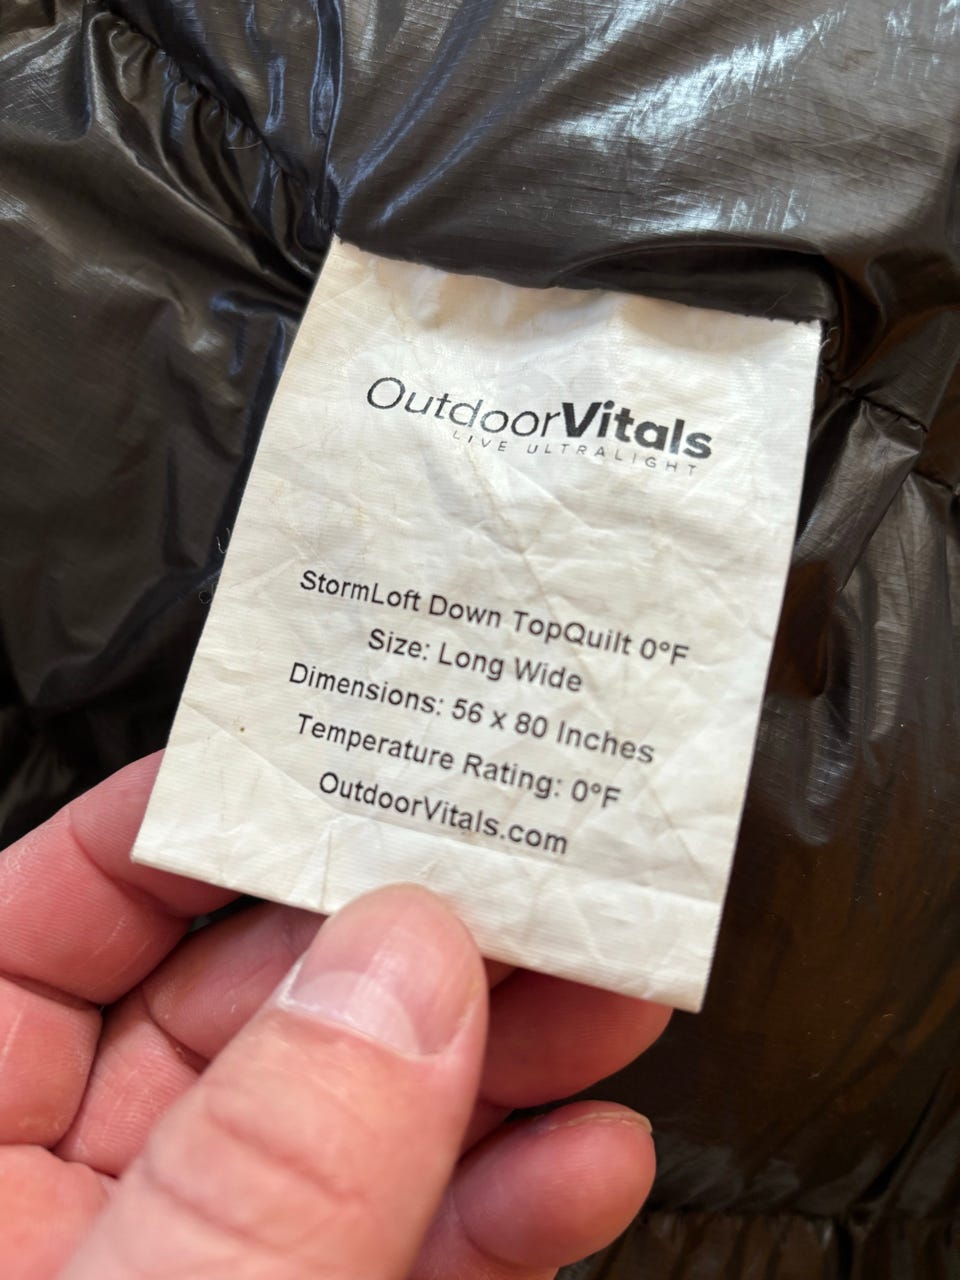 OutdoorVitals
LIVE ULTRALIGHT
StormLoft Down TopQuilt 0°F
Size: Long Wide
Dimensions: 56 x 80 Inches
Temperature Rating: 0°F
OutdoorVitals.com